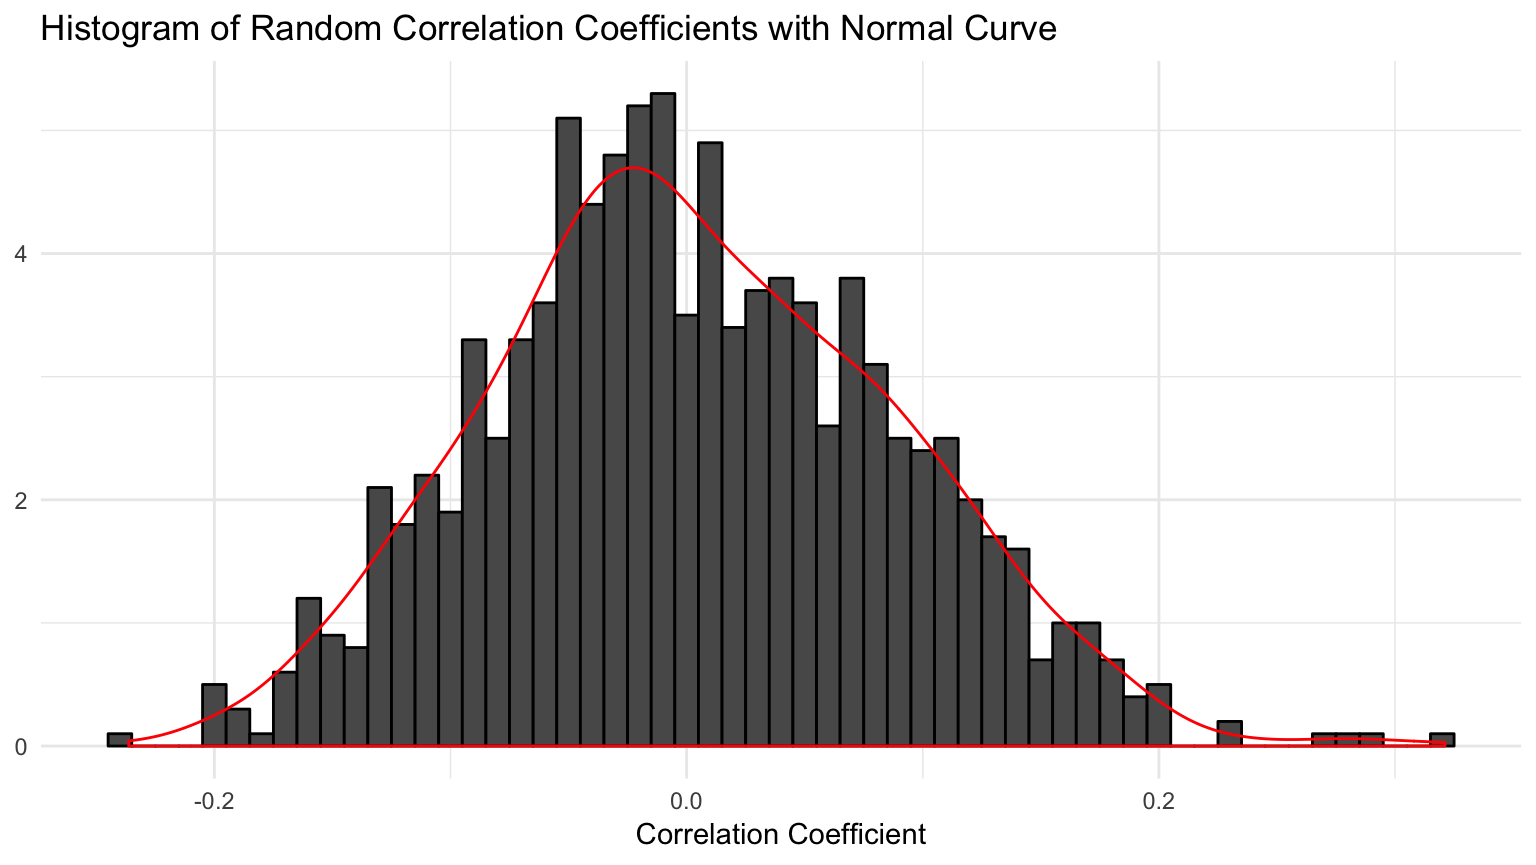 Histogram of Random Correlation Coefficients with Normal Curve
4
2
0
-0.2 0.0 0.2
Correlation Coefficient